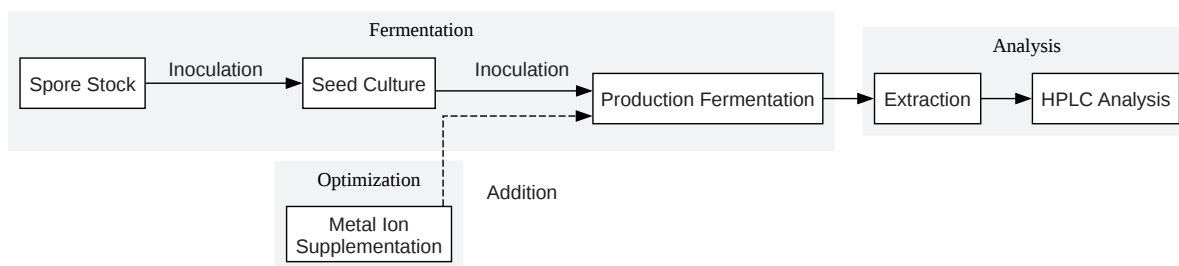 Fermentation
Spore Stock
Inoculation
Seed Culture
Inoculation
Production Fermentation
Analysis
Extraction
HPLC Analysis
Optimization
Metal Ion
Supplementation
Addition